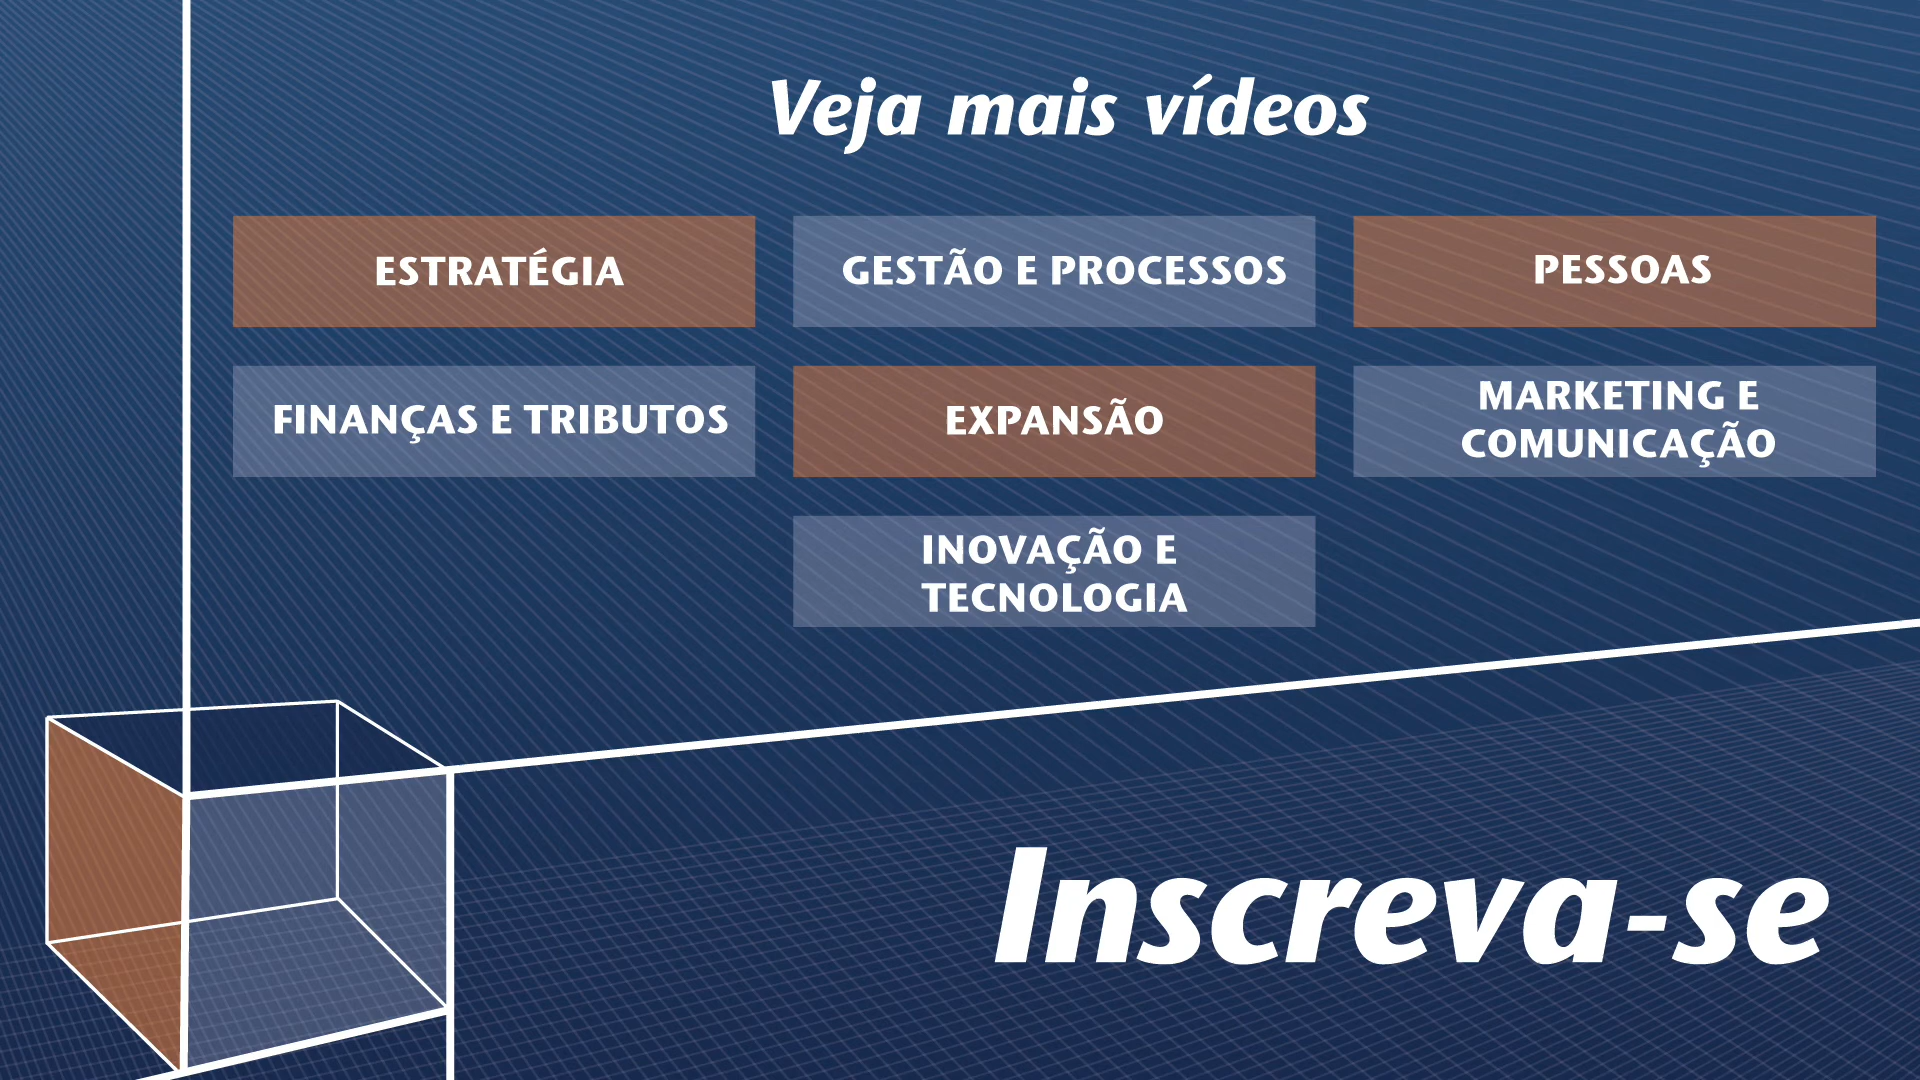 Veja mais vídeos
ESTRATÉGIA
GESTÃO E PROCESSOS
PESSOAS
FINANÇAS E TRIBUTOS
EXPANSÃO
MARKETING E
COMUNICAÇÃO
INOVAÇÃO E
TECNOLOGIA
Inscreva-se